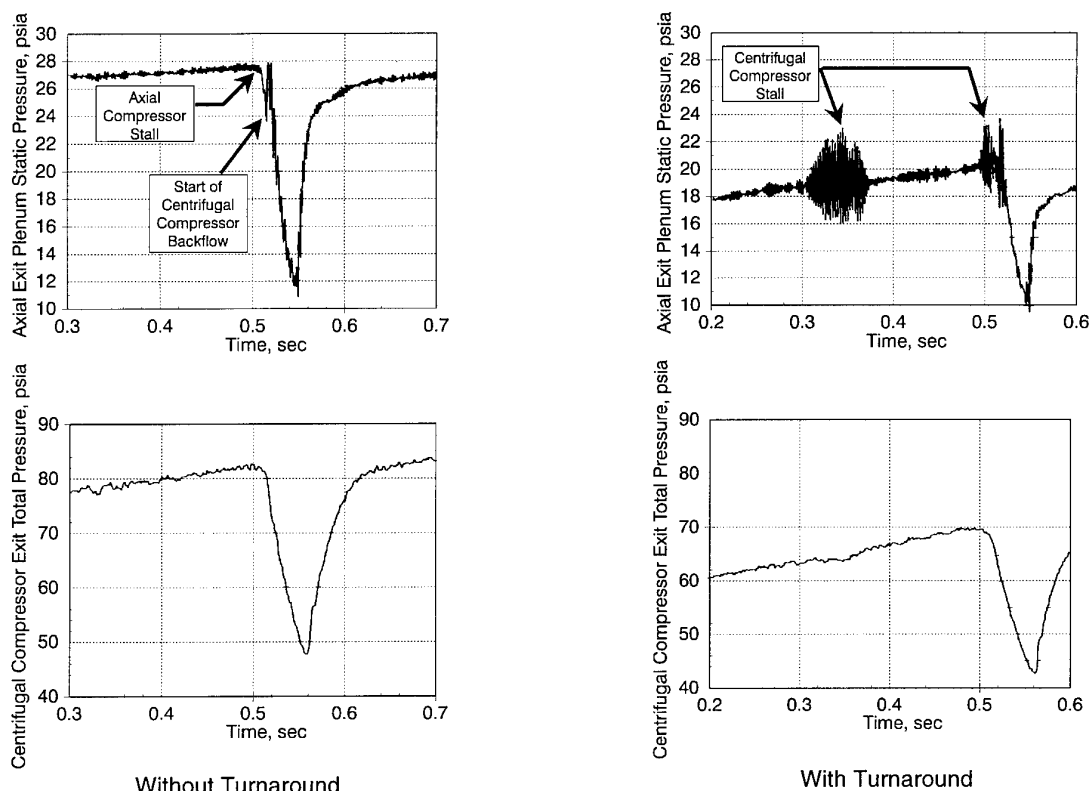 Axial Exit Plenum Static Pressure, psia
30
28
26
24
22
20
18
16
14
12
10
Axial
Compressor
Stall
Start of
Centrifugal
Compressor
Backflow
0.3 0.4 0.5 0.6 0.7
Time, sec
Axial Exit Plenum Static Pressure, psia
30
28
26
24
22
20
18
16
14
12
10
Centrifugal
Compressor
Stall
0.2 0.3 0.4 0.5 0.6
Time, sec
Centrifugal Compressor Exit Total Pressure, psia
90
80
70
60
50
40
0.3 0.4 0.5 0.6 0.7
Time, sec
Without Turnaround
Centrifugal Compressor Exit Total Pressure, psia
90
80
70
60
50
40
0.2 0.3 0.4 0.5 0.6
Time, sec
With Turnaround